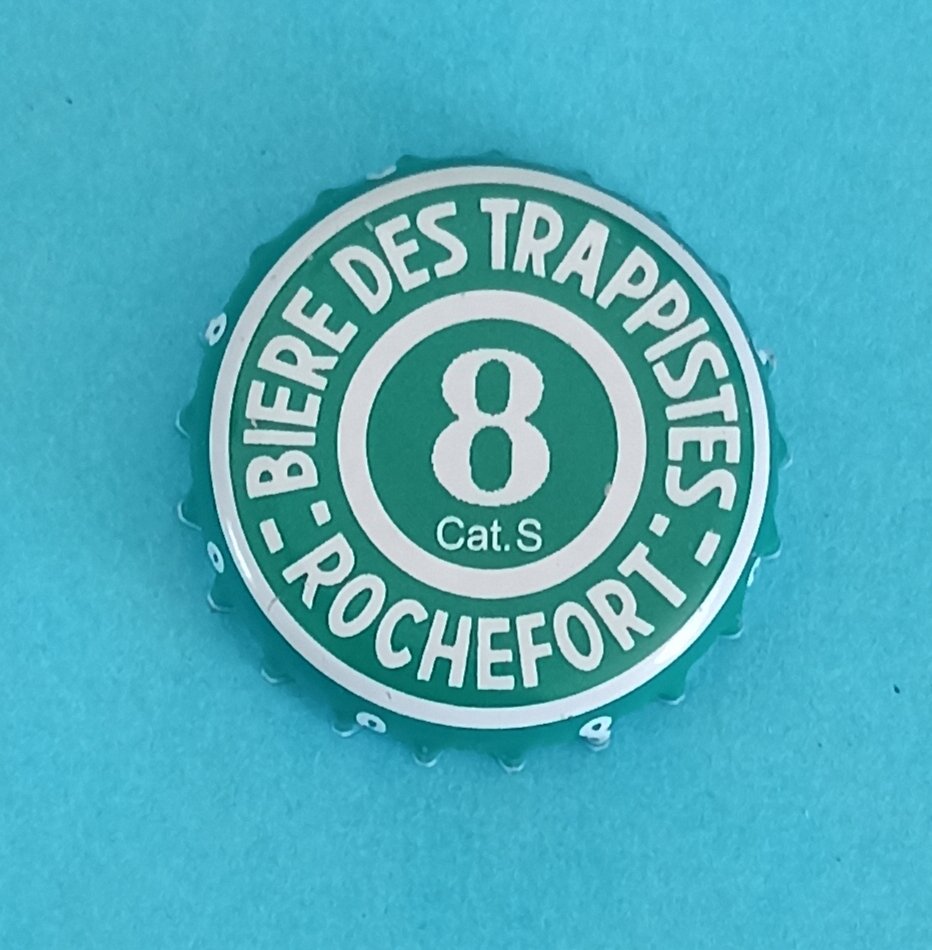 BIERE DES TRAPPISTES
8
Cat.S
- ROCHEFORT -